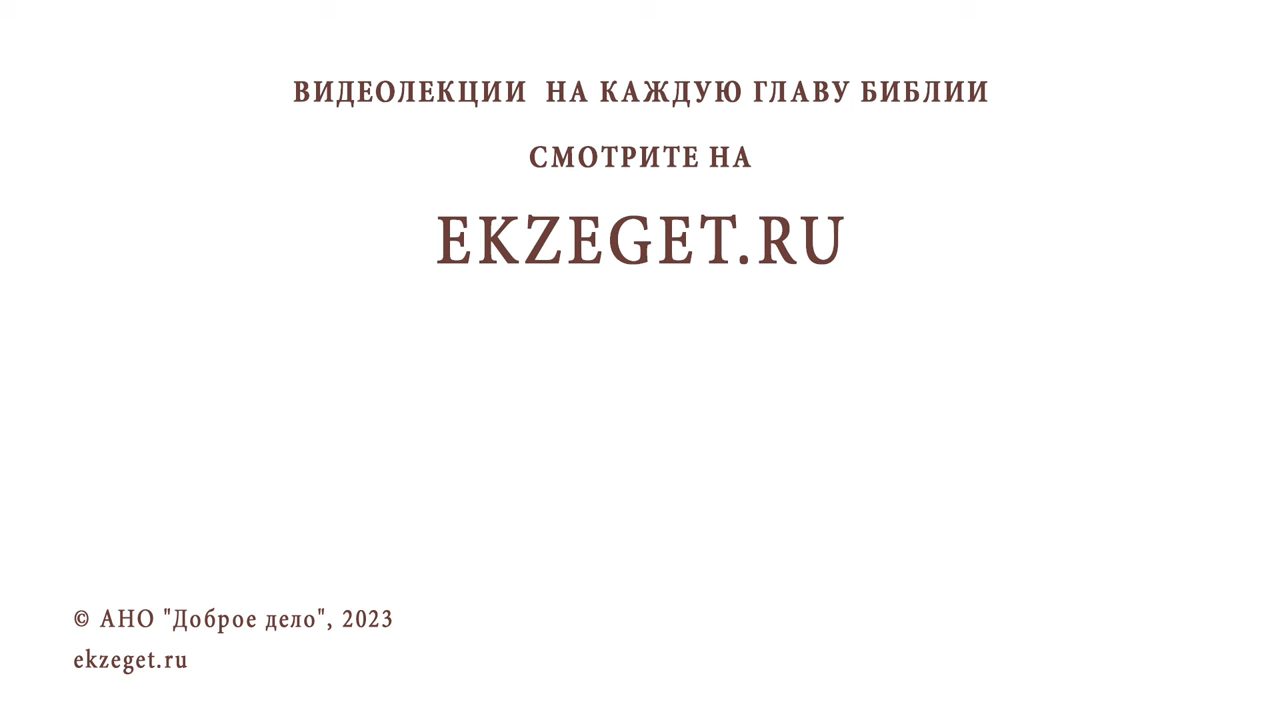 ВИДЕОЛЕКЦИИ НА КАЖДУЮ ГЛАВУ БИБЛИИ
СМОТРИТЕ НА
EKZEGET.RU
© АНО "Доброе дело", 2023
ekzeget.ru